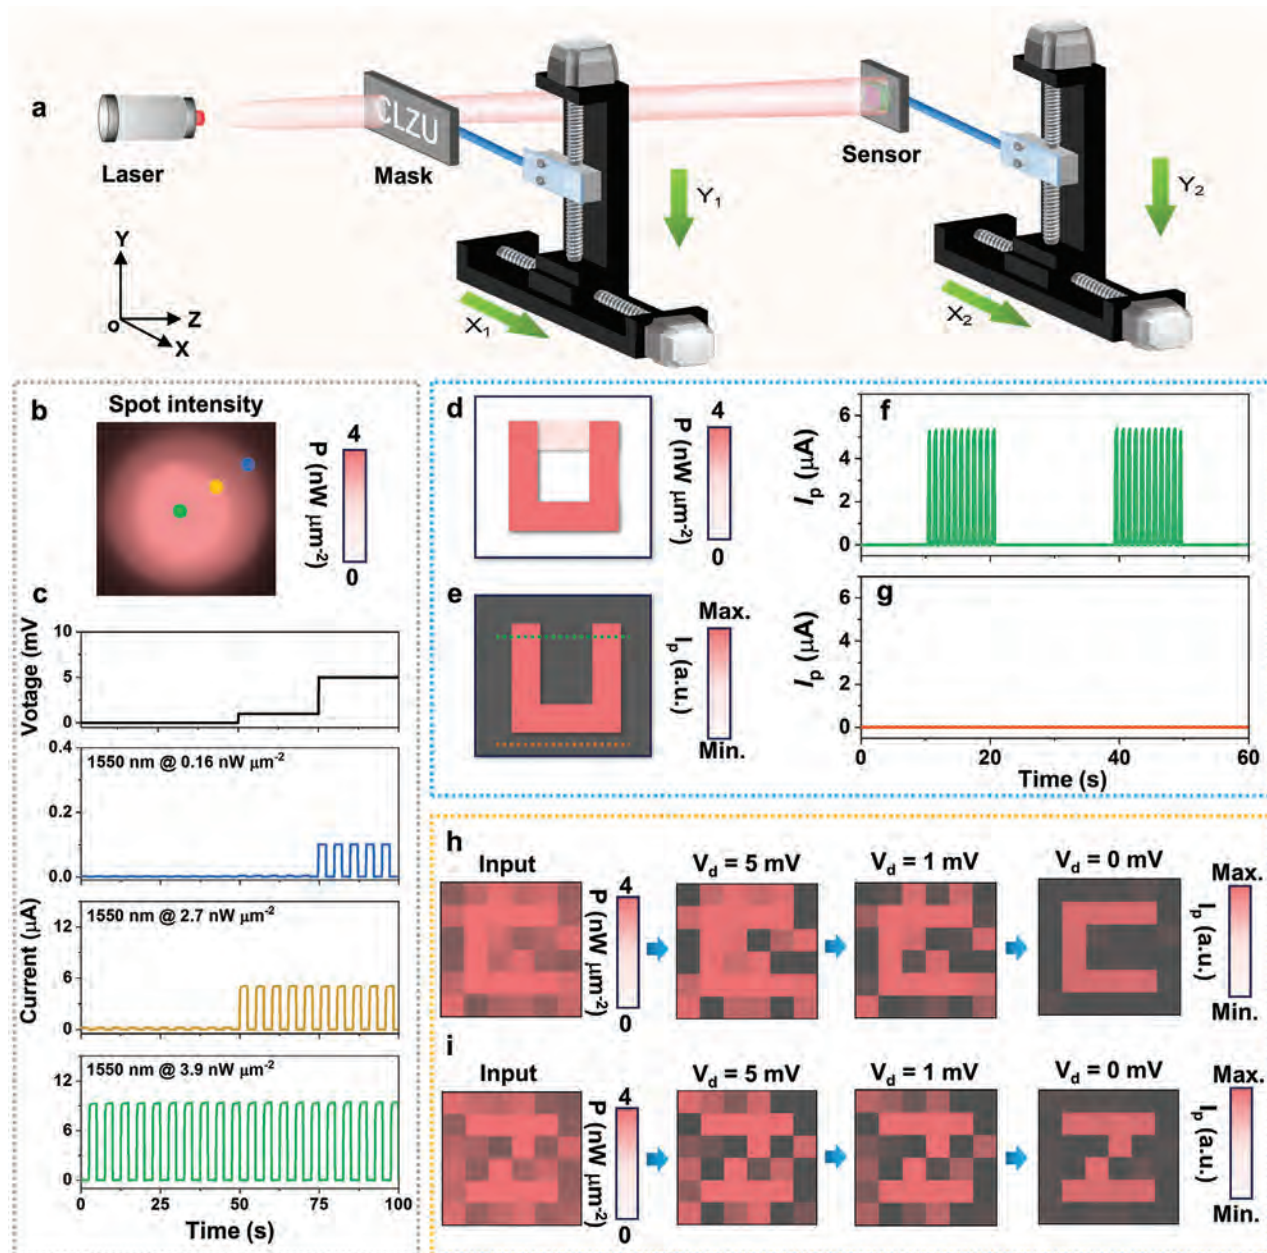 a
Laser
CLZU
Mask
Sensor
Y₁
Y₂
X₁
X₂
Y
O
Z
X
b
Spot intensity
4
P (nW μm⁻²)
0
c
10
5
0
Votage (mV)
0.4
0.2
0.0
1550 nm @ 0.16 nW μm⁻²
12
6
0
1550 nm @ 2.7 nW μm⁻²
Current (μA)
12
6
0
1550 nm @ 3.9 nW μm⁻²
0 25 50 75 100
Time (s)
d
4
P (nW μm⁻²)
0
e
Max.
Iₚ (a.u.)
Min.
f
6
4
2
0
Iₚ (μA)
g
6
4
2
0
Iₚ (μA)
0 20 40 60
Time (s)
h
Input
4
P (nW μm⁻²)
0
V_d = 5 mV
V_d = 1 mV
V_d = 0 mV
Max.
Iₚ (a.u.)
Min.
i
Input
4
P (nW μm⁻²)
0
V_d = 5 mV
V_d = 1 mV
V_d = 0 mV
Max.
Iₚ (a.u.)
Min.